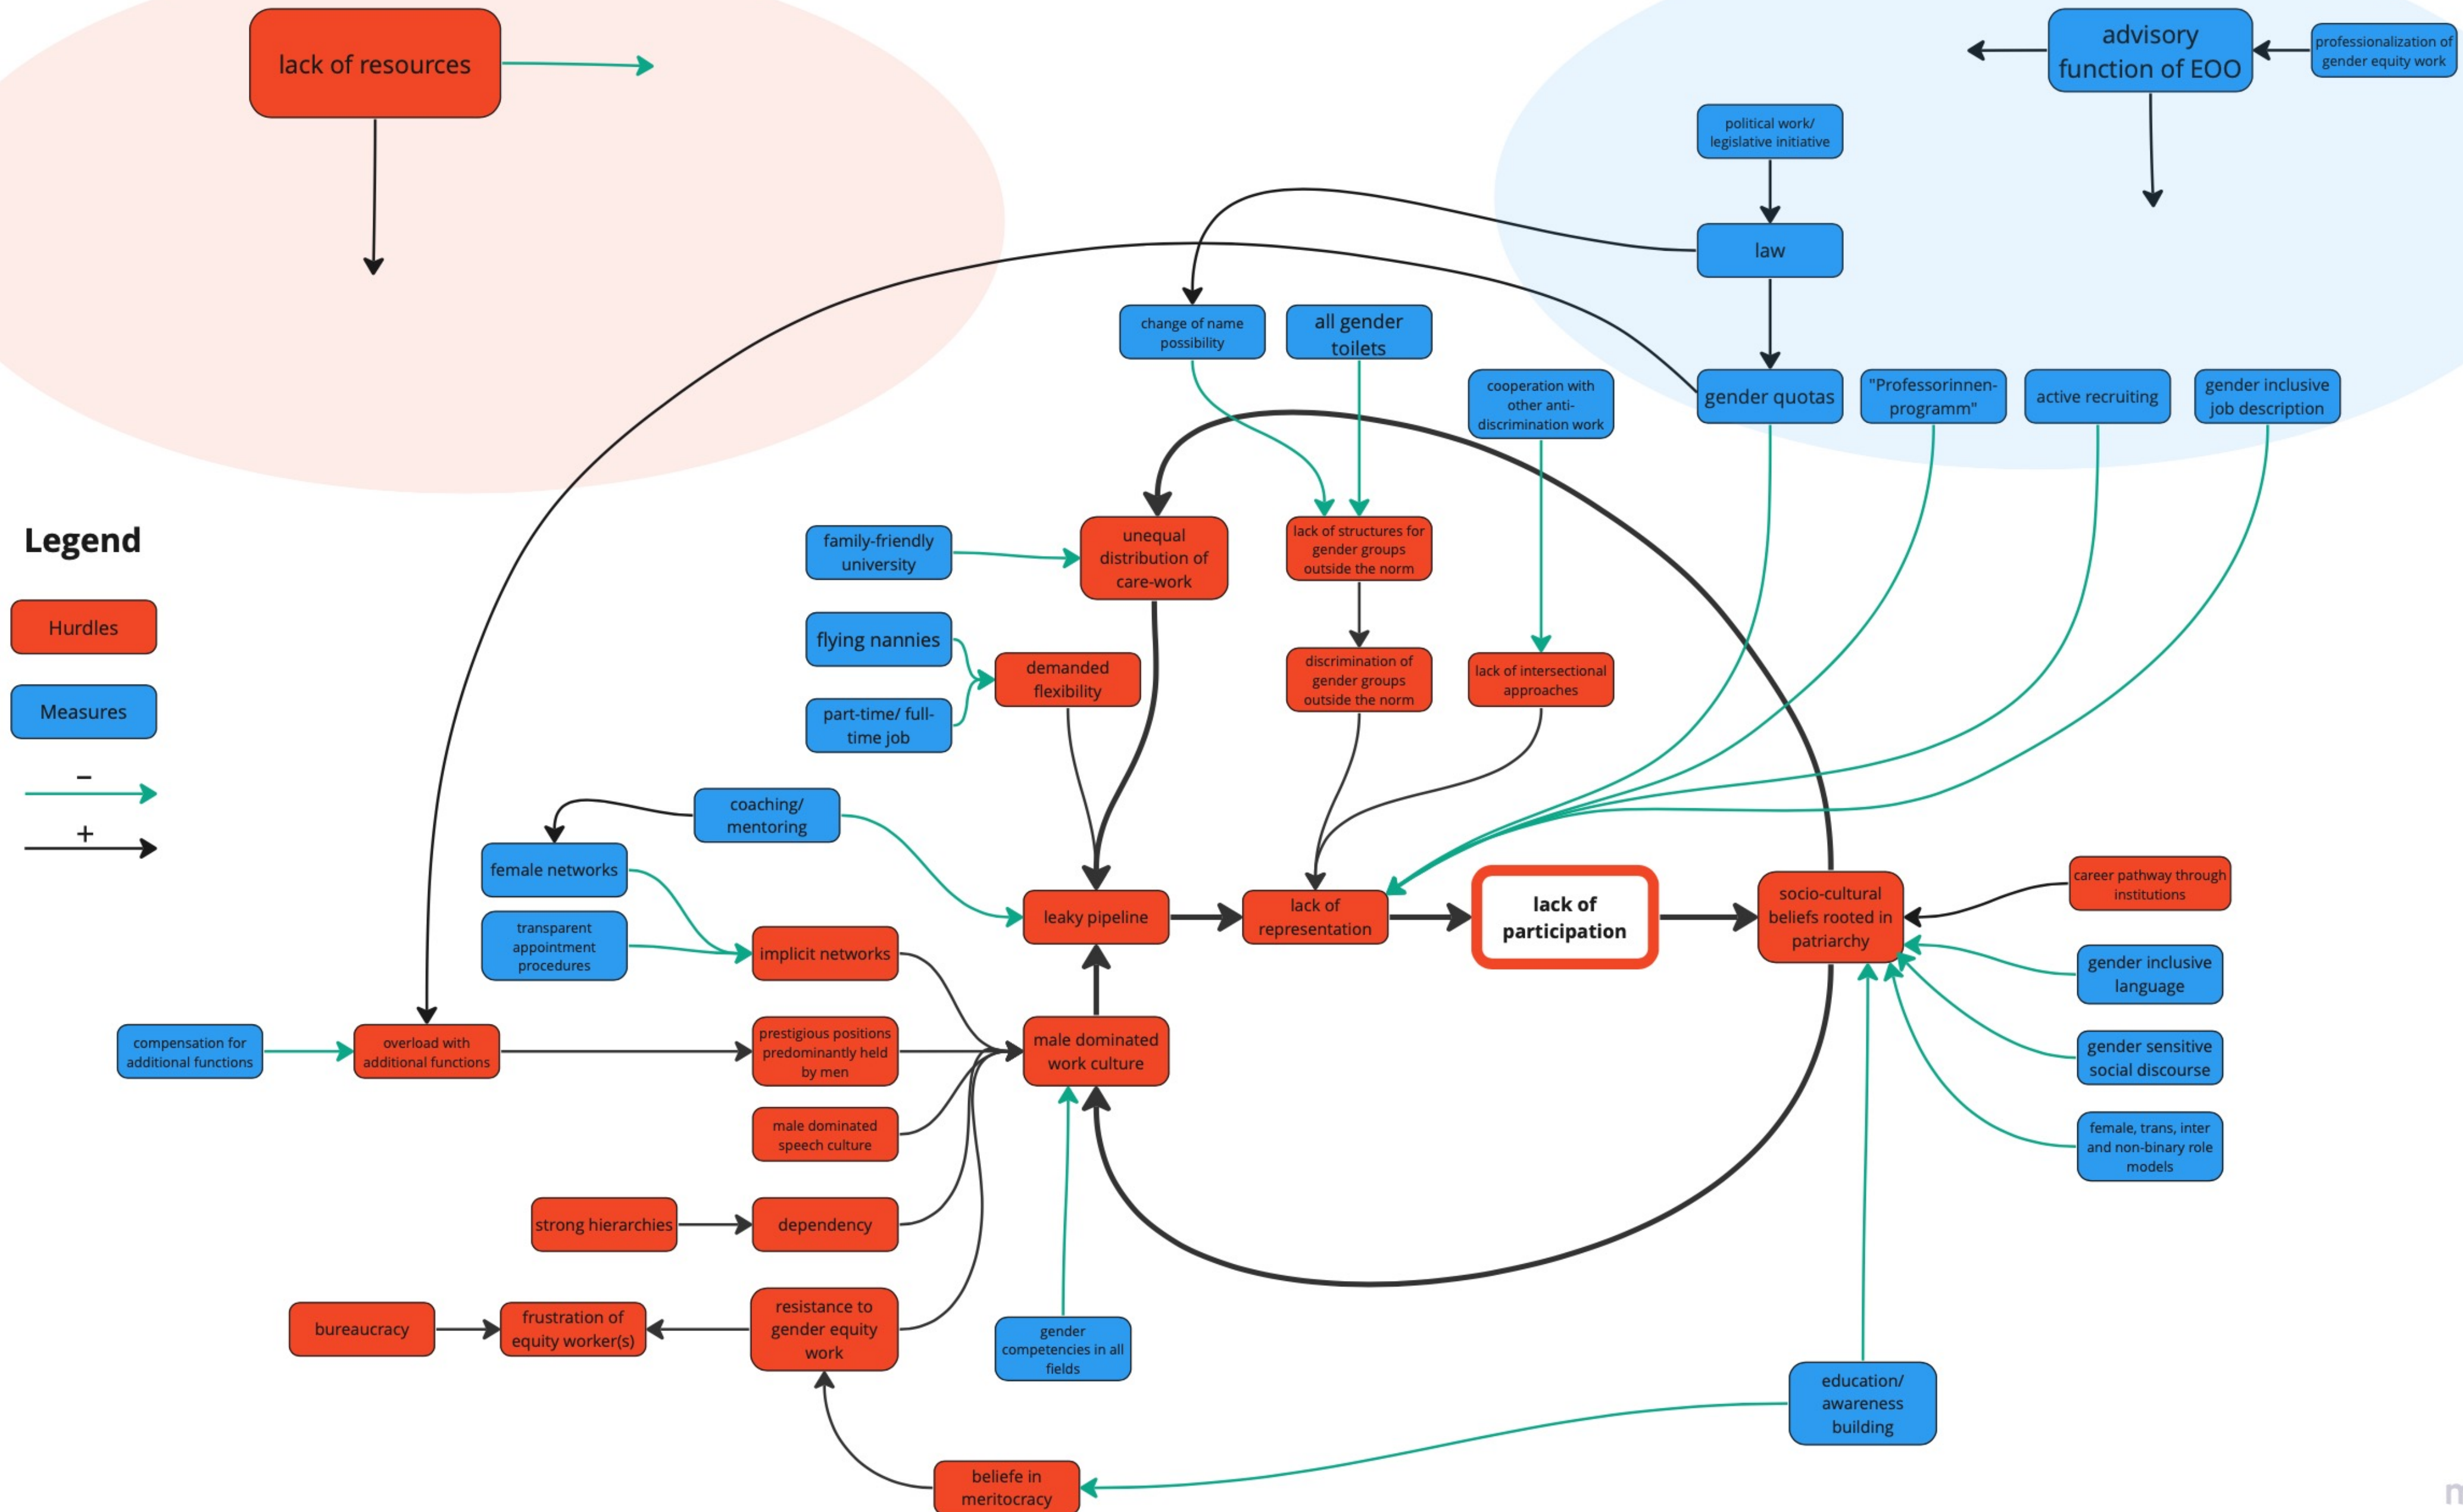 lack of resources
advisory
function of EOO
professionalization of
gender equity work
political work/
legislative initiative
law
change of name
possibility
all gender
toilets
cooperation with
other anti-
discrimination work
gender quotas
"Professorinnen-
programm"
active recruiting
gender inclusive
job description
Legend
Hurdles
Measures
–
+
family-friendly
university
unequal
distribution of
care-work
lack of structures for
gender groups
outside the norm
flying nannies
demanded
flexibility
part-time/ full-
time job
discrimination of
gender groups
outside the norm
lack of intersectional
approaches
coaching/
mentoring
female networks
transparent
appointment
procedures
implicit networks
leaky pipeline
lack of
representation
lack of
participation
socio-cultural
beliefs rooted in
patriarchy
career pathway through
institutions
gender inclusive
language
gender sensitive
social discourse
female, trans, inter
and non-binary role
models
compensation for
additional functions
overload with
additional functions
prestigious positions
predominantly held
by men
male dominated
work culture
male dominated
speech culture
strong hierarchies
dependency
bureaucracy
frustration of
equity worker(s)
resistance to
gender equity
work
gender
competencies in all
fields
education/
awareness
building
beliefe in
meritocracy